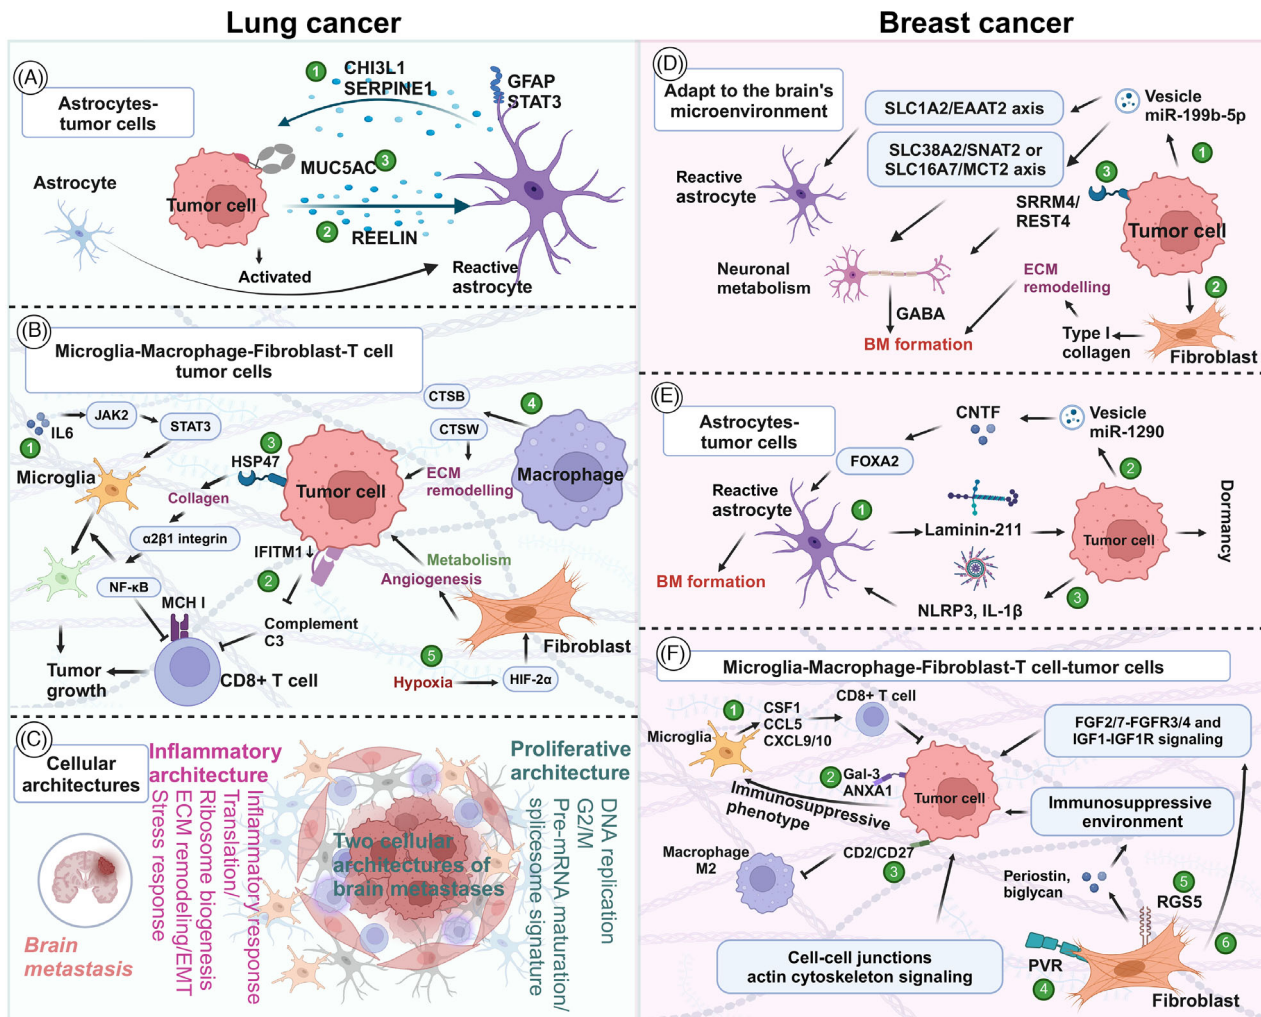 Lung cancer
Breast cancer
(A)
Astrocytes-
tumor cells
1
CHI3L1
SERPINE1
GFAP
STAT3
MUC5AC
3
Astrocyte
Tumor cell
2
REELIN
Activated
Reactive
astrocyte
(B)
Microglia-Macrophage-Fibroblast-T cell
tumor cells
IL6
1
JAK2
STAT3
Microglia
3
HSP47
Collagen
α2β1 integrin
NF-κB
MCH I
Tumor
growth
CD8+ T cell
Tumor cell
IFITM1↓
2
Complement
C3
CTSB
CTSW
4
Macrophage
ECM
remodelling
Metabolism
Angiogenesis
Fibroblast
5
Hypoxia
HIF-2α
(C)
Cellular
architectures
Inflammatory
architecture
Inflammatory response
Translation/
Ribosome biogenesis
ECM remodeling/EMT
Stress response
Two cellular
architectures of
brain metastases
Proliferative
architecture
DNA replication
G2/M
Pre-mRNA maturation/
splicesome signature
Brain
metastasis
(D)
Adapt to the brain's
microenvironment
SLC1A2/EAAT2 axis
SLC38A2/SNAT2 or
SLC16A7/MCT2 axis
Vesicle
miR-199b-5p
1
3
Reactive
astrocyte
SRRM4/
REST4
Tumor cell
Neuronal
metabolism
ECM
remodelling
2
GABA
BM formation
Type I
collagen
Fibroblast
(E)
Astrocytes-
tumor cells
CNTF
Vesicle
miR-1290
FOXA2
2
Reactive
astrocyte
1
Laminin-211
Tumor cell
Dormancy
BM formation
3
NLRP3, IL-1β
(F)
Microglia-Macrophage-Fibroblast-T cell-tumor cells
1
CSF1
CCL5
CXCL9/10
CD8+ T cell
Microglia
FGF2/7-FGFR3/4 and
IGF1-IGF1R signaling
2
Gal-3
ANXA1
Immunosuppressive
phenotype
Tumor cell
Immunosuppressive
environment
Macrophage
M2
CD2/CD27
3
Periostin,
biglycan
5
RGS5
6
Cell-cell junctions
actin cytoskeleton signaling
PVR
4
Fibroblast